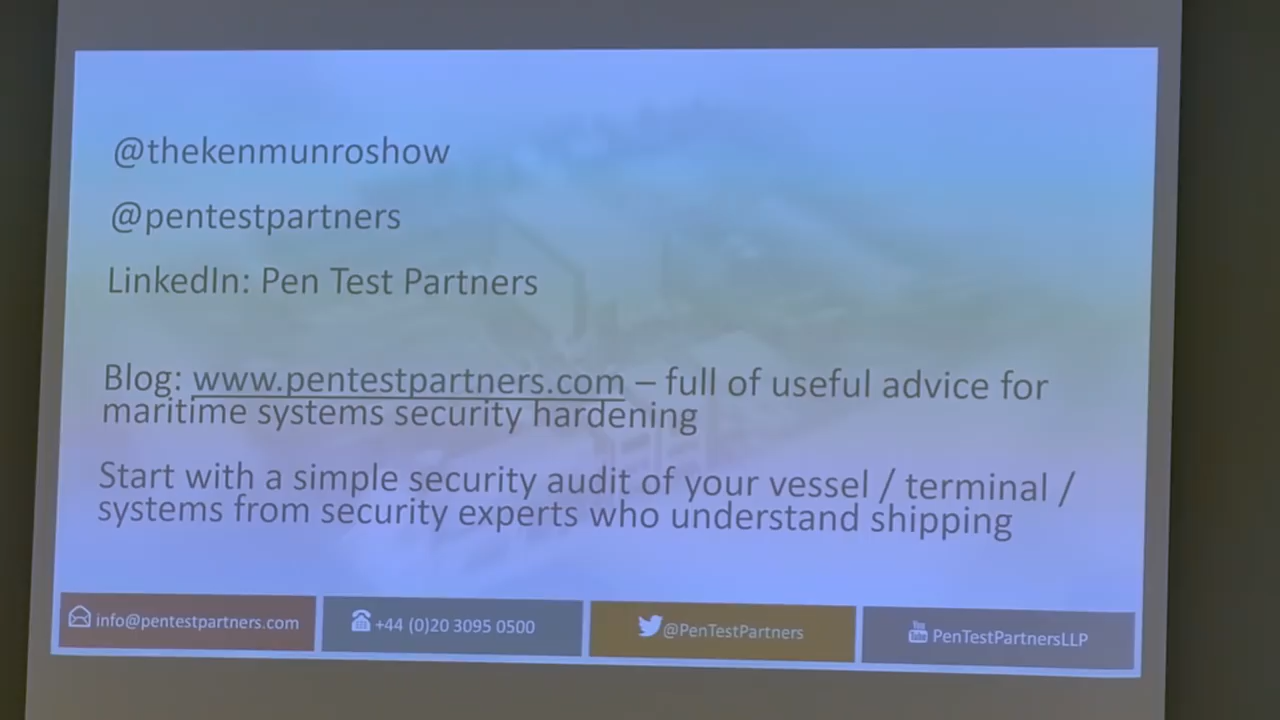 @thekenmunroshow
@pentestpartners
LinkedIn: Pen Test Partners
Blog: www.pentestpartners.com – full of useful advice for
maritime systems security hardening
Start with a simple security audit of your vessel / terminal /
systems from security experts who understand shipping
info@pentestpartners.com
+44 (0)20 3095 0500
@PenTestPartners
You Tube PenTestPartnersLLP